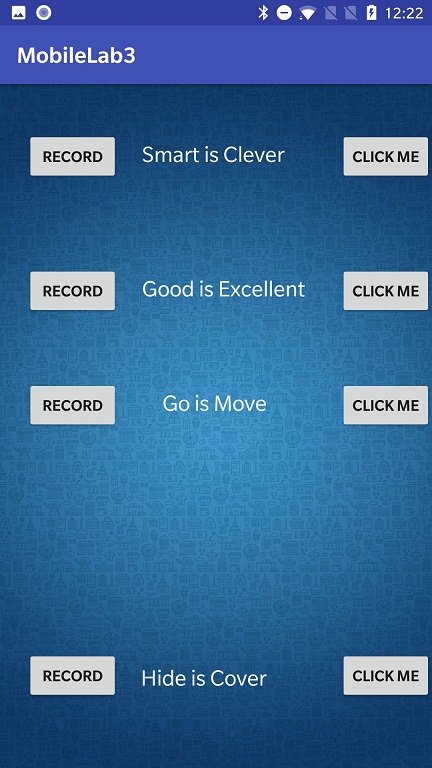 12:22
MobileLab3
RECORD Smart is Clever CLICK ME
RECORD Good is Excellent CLICK ME
RECORD Go is Move CLICK ME
RECORD Hide is Cover CLICK ME